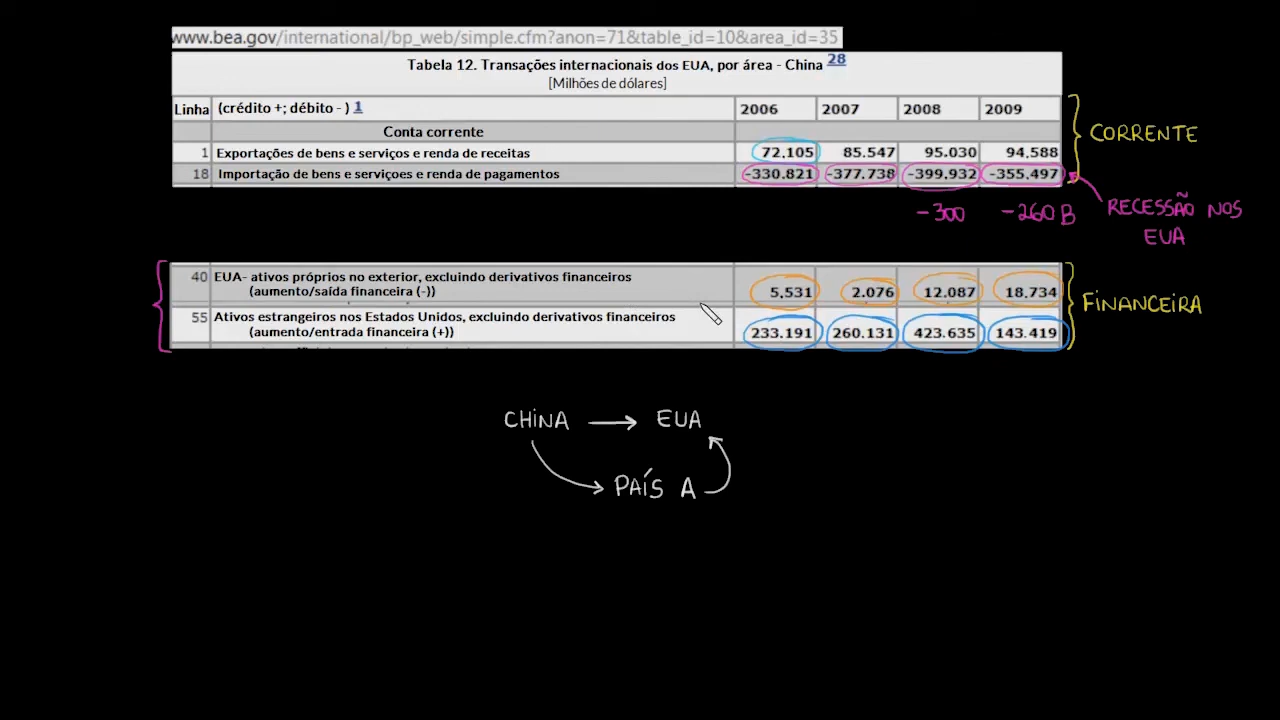 www.bea.gov/international/bp_web/simple.cfm?anon=71&table_id=10&area_id=35
Tabela 12. Transações internacionais dos EUA, por área - China 28
[Milhões de dólares]
Linha (crédito +; débito - ) 1 2006 2007 2008 2009
Conta corrente
1 Exportações de bens e serviços e renda de receitas 72,105 85.547 95.030 94,588
18 Importação de bens e serviçoes e renda de pagamentos -330.821 -377.738 -399,932 -355,497
CORRENTE
-300 -260 B RECESSÃO NOS
EUA
40 EUA- ativos próprios no exterior, excluindo derivativos financeiros
(aumento/saída financeira (-)) 5,531 2.076 12.087 18,734
55 Ativos estrangeiros nos Estados Unidos, excluindo derivativos financeiros
(aumento/entrada financeira (+)) 233.191 260.131 423.635 143.419
FINANCEIRA
CHINA EUA
PAÍS A